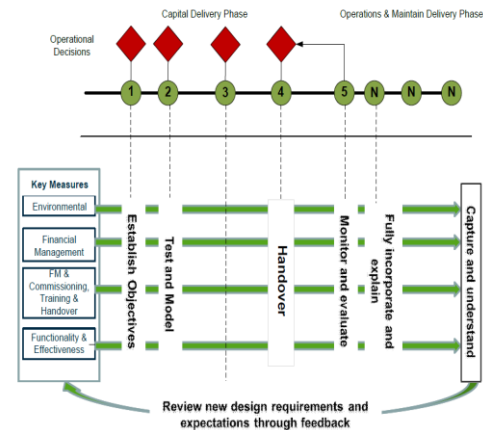 Capital Delivery Phase
Operations & Maintain Delivery Phase
Operational
Decisions
1
2
3
4
5
N
N
N
Key Measures
Environmental
Financial
Management
FM &
Commissioning,
Training &
Handover
Functionality &
Effectiveness
Establish Objectives
Test and Model
Handover
Monitor and evaluate
Fully incorporate and
explain
Capture and understand
Review new design requirements and
expectations through feedback